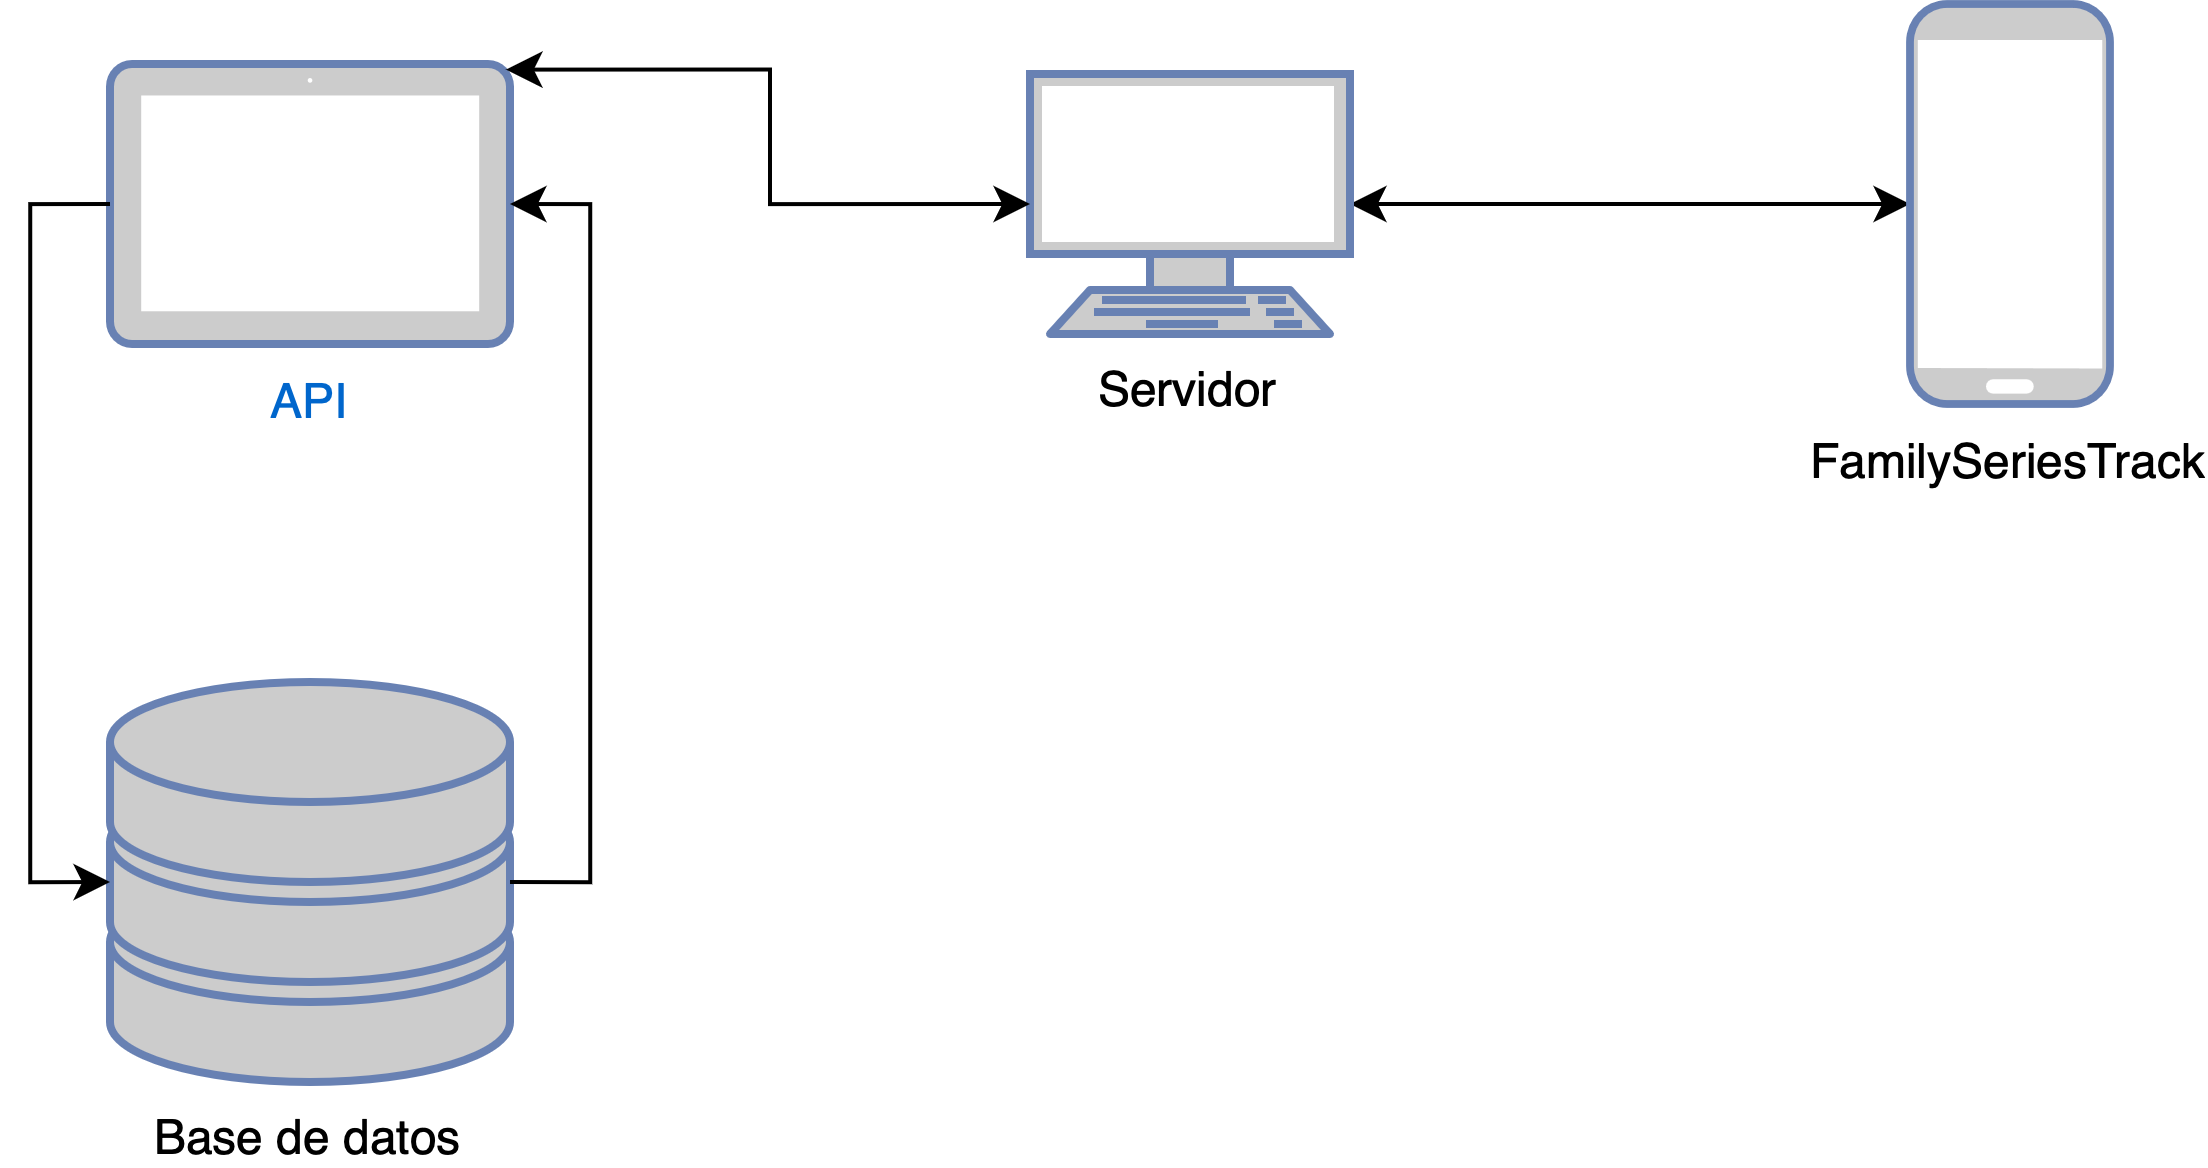 API
Servidor
FamilySeriesTrack
Base de datos